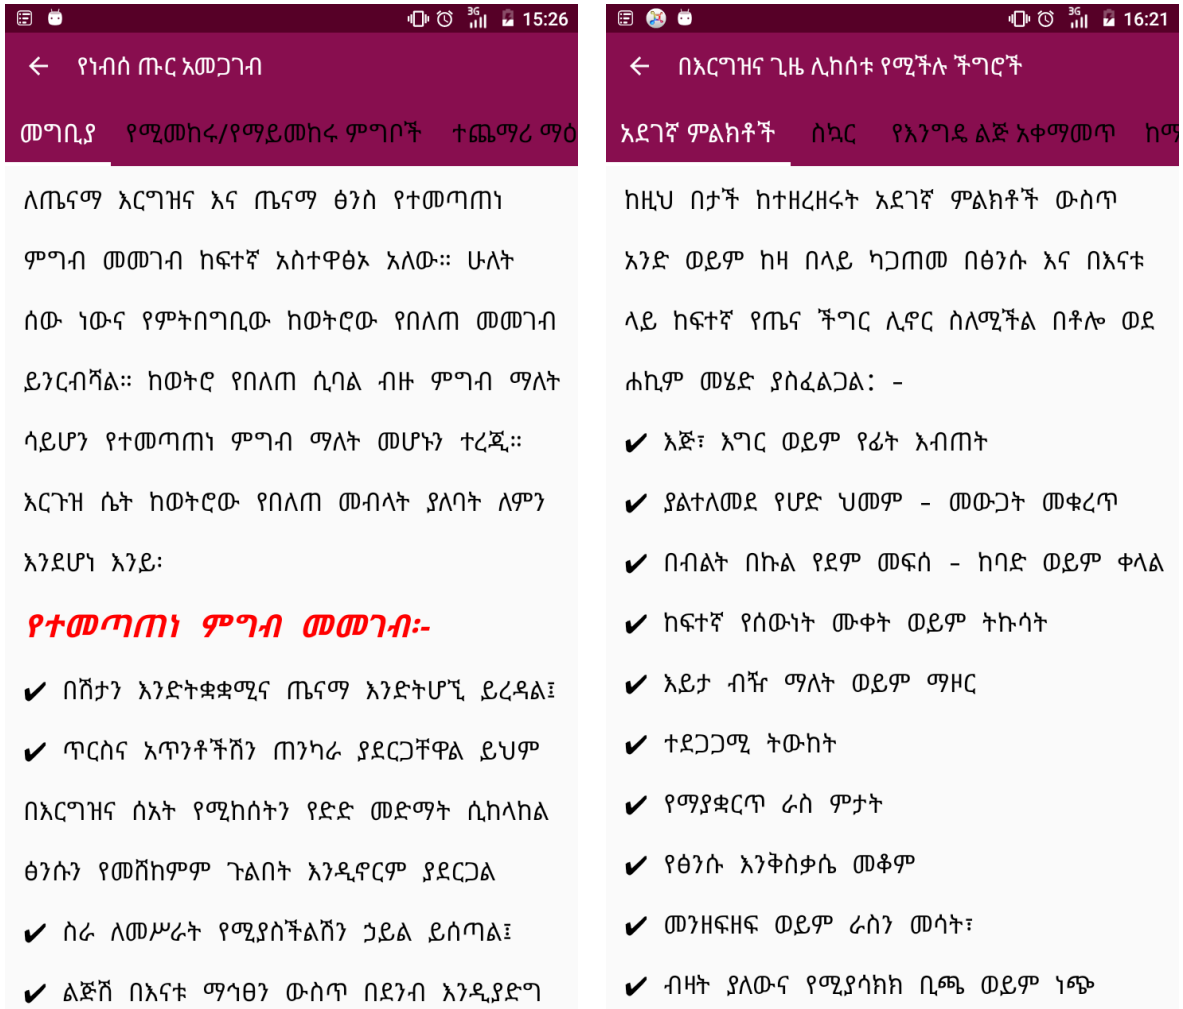 15:26
የነብሰ ጡር አመጋገብ
መግቢያ የሚመከሩ/የማይመከሩ ምግቦች ተጨማሪ ማዕ
ለጤናማ እርግዝና እና ጤናማ ፅንስ የተመጣጠነ
ምግብ መመገብ ከፍተኛ አስተዋፅኦ አለው። ሁለት
ሰው ነውና የምትበግቢው ከወትሮው የበለጠ መመገብ
ይንርብሻል። ከወትሮ የበለጠ ሲባል ብዙ ምግብ ማለት
ሳይሆን የተመጣጠነ ምግብ ማለት መሆኑን ተረጂ።
እርጉዝ ሴት ከወትሮው የበለጠ መብላት ያለባት ለምን
እንደሆነ እንይ፡
የተመጣጠነ ምግብ መመገብ፡-
✔ በሽታን እንድትቋቋሚና ጤናማ እንድትሆኚ ይረዳል፤
✔ ጥርስና አጥንቶችሽን ጠንካራ ያደርጋቸዋል ይህም
በእርግዝና ሰአት የሚከሰትን የድድ መድማት ሲከላከል
ፅንሱን የመሸከምም ጉልበት እንዲኖርም ያደርጋል
✔ ስራ ለመሥራት የሚያስችልሽን ኃይል ይሰጣል፤
✔ ልጅሽ በእናቱ ማኅፀን ውስጥ በደንብ እንዲያድግ
16:21
በእርግዝና ጊዜ ሊከሰቱ የሚችሉ ችግሮች
አደገኛ ምልክቶች ስኳር የእንግዴ ልጅ አቀማመጥ ከማ
ከዚህ በታች ከተዘረዘሩት አደገኛ ምልክቶች ውስጥ
አንድ ወይም ከዛ በላይ ካጋጠመ በፅንሱ እና በእናቱ
ላይ ከፍተኛ የጤና ችግር ሊኖር ስለሚችል በቶሎ ወደ
ሐኪም መሄድ ያስፈልጋል: -
✔ እጅ፣ እግር ወይም የፊት እብጠት
✔ ያልተለመደ የሆድ ህመም - መውጋት መቁረጥ
✔ በብልት በኩል የደም መፍሰ - ከባድ ወይም ቀላል
✔ ከፍተኛ የሰውነት ሙቀት ወይም ትኩሳት
✔ እይታ ብዥ ማለት ወይም ማዞር
✔ ተደጋጋሚ ትውከት
✔ የማያቋርጥ ራስ ምታት
✔ የፅንሱ እንቅስቃሴ መቆም
✔ መንዘፍዘፍ ወይም ራስን መሳት፣
✔ ብዛት ያለውና የሚያሳክክ ቢጫ ወይም ነጭ